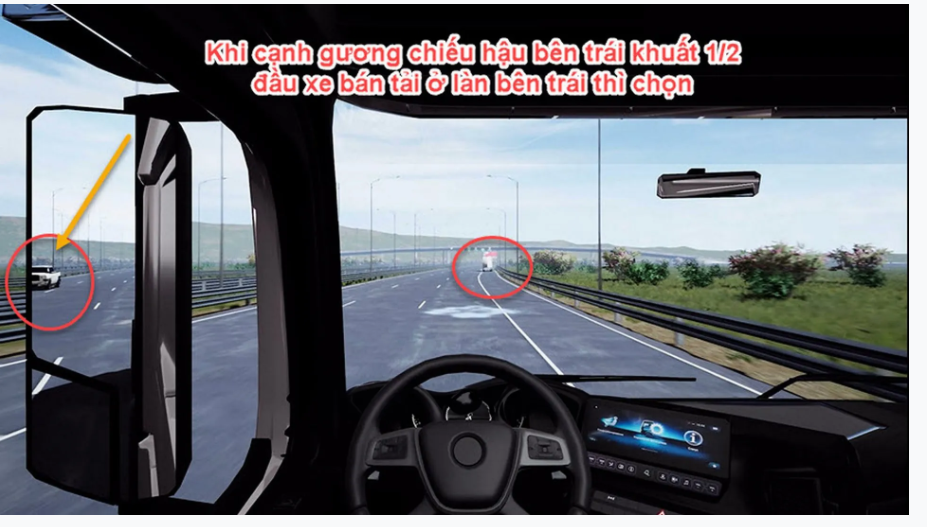 Khi cạnh gương chiếu hậu bên trái khuất 1/2
đầu xe bán tải ở làn bên trái thì chọn